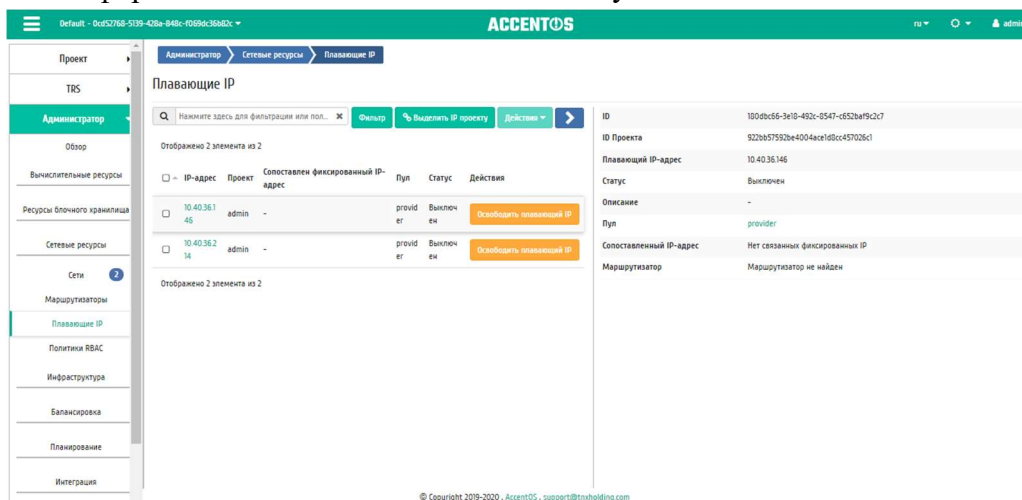 Default - 0cd52768-5139-428a-848c-f069dc36b82c
ACCENTOS
ru
admin
Проект
TRS
Администратор
Обзор
Вычислительные ресурсы
Ресурсы блочного хранилища
Сетевые ресурсы
Сети 2
Маршрутизаторы
Плавающие IP
Политики RBAC
Инфраструктура
Балансировка
Планирование
Интеграция
Администратор Сетевые ресурсы Плавающие IP
Плавающие IP
Нажмите здесь для фильтрации или пол... Фильтр Выделить IP проекту Действия
Отображено 2 элемента из 2
IP-адрес Проект Сопоставлен фиксированный IP-адрес Пул Статус Действия
10.40.36.146 admin - provider Выключен Освободить плавающий IP
10.40.36.214 admin - provider Выключен Освободить плавающий IP
Отображено 2 элемента из 2
ID 180dbc66-3e18-492c-8547-c652baf9c2c7
ID Проекта 922bb57592be4004ace1d8cc457026c1
Плавающий IP-адрес 10.40.36.146
Статус Выключен
Описание -
Пул provider
Сопоставленный IP-адрес Нет связанных фиксированных IP
Маршрутизатор Маршрутизатор не найден
© Copyright 2019-2020 , AccentOS , support@tnxholding.com